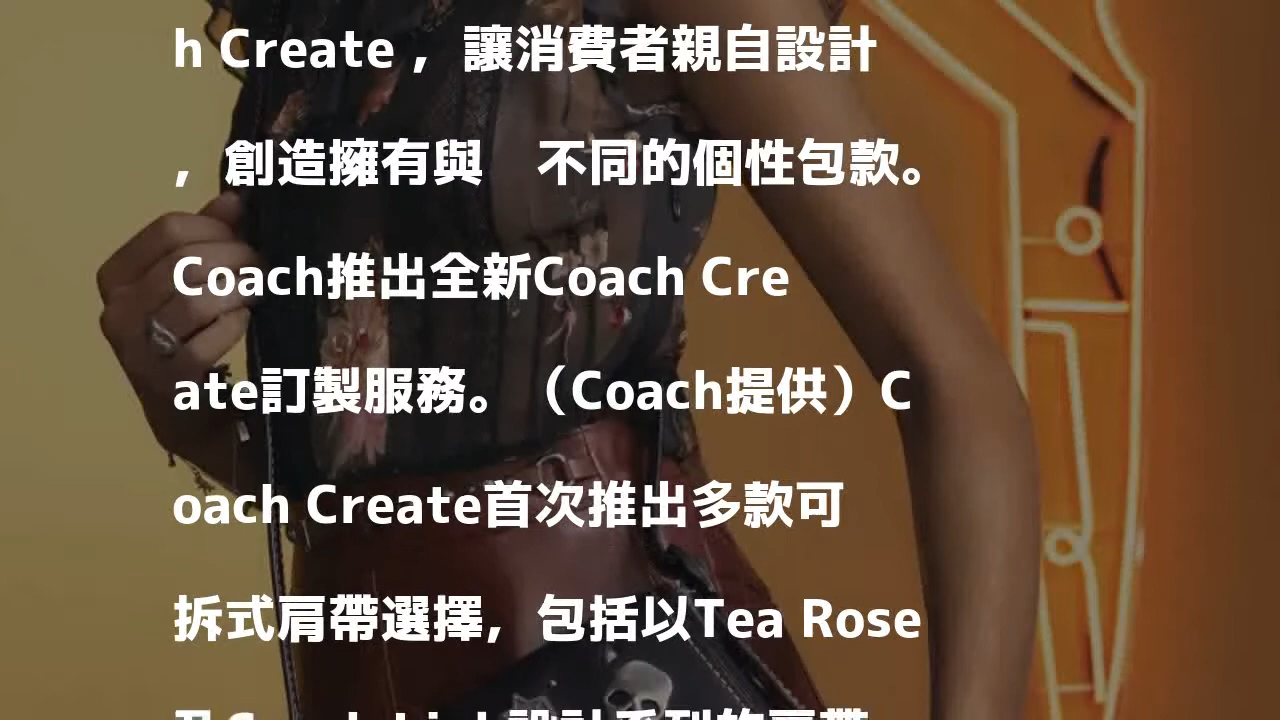 h Create ，讓消費者親自設計
，創造擁有與　不同的個性包款。
Coach推出全新Coach Cre
ate訂製服務。（Coach提供）C
oach Create首次推出多款可
拆式肩帶選擇，包括以Tea Rose